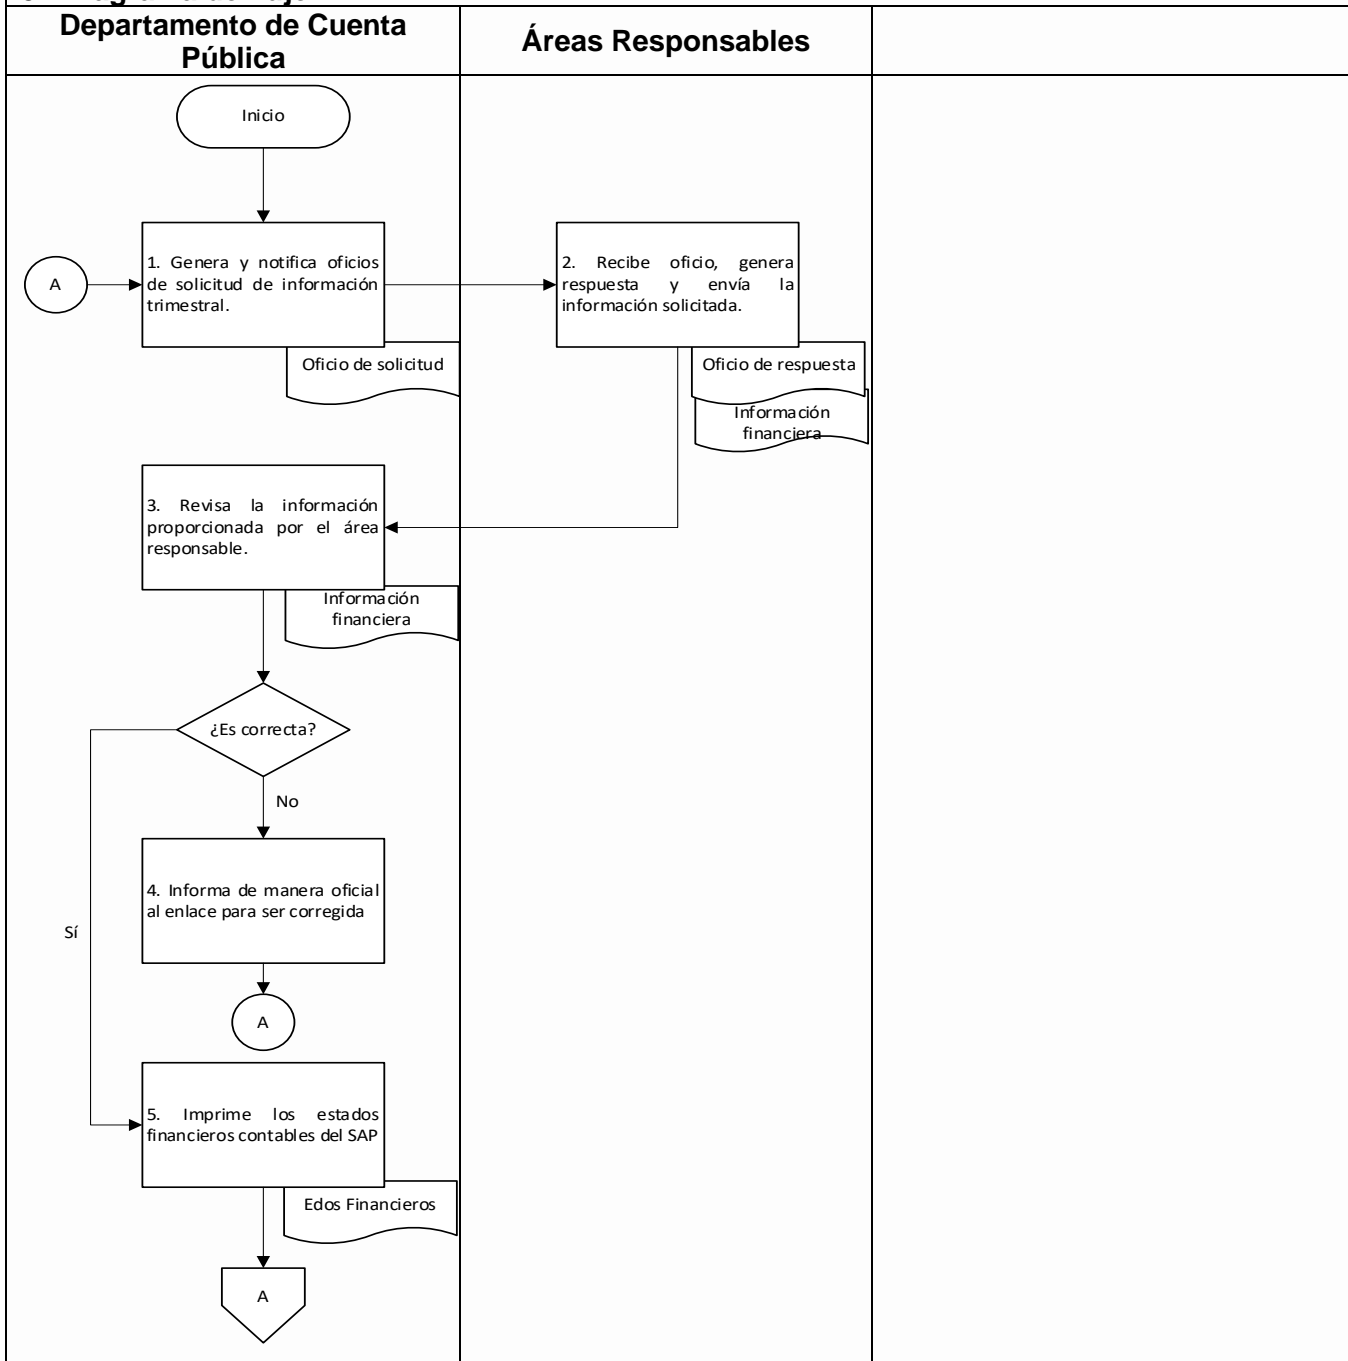 Departamento de Cuenta
Pública
Áreas Responsables
Inicio
A
1. Genera y notifica oficios
de solicitud de información
trimestral.
2. Recibe oficio, genera
respuesta y envía la
información solicitada.
Oficio de solicitud
Oficio de respuesta
Información
financiera
3. Revisa la información
proporcionada por el área
responsable.
Información
financiera
¿Es correcta?
No
4. Informa de manera oficial
al enlace para ser corregida
Sí
A
5. Imprime los estados
financieros contables del SAP
Edos Financieros
A